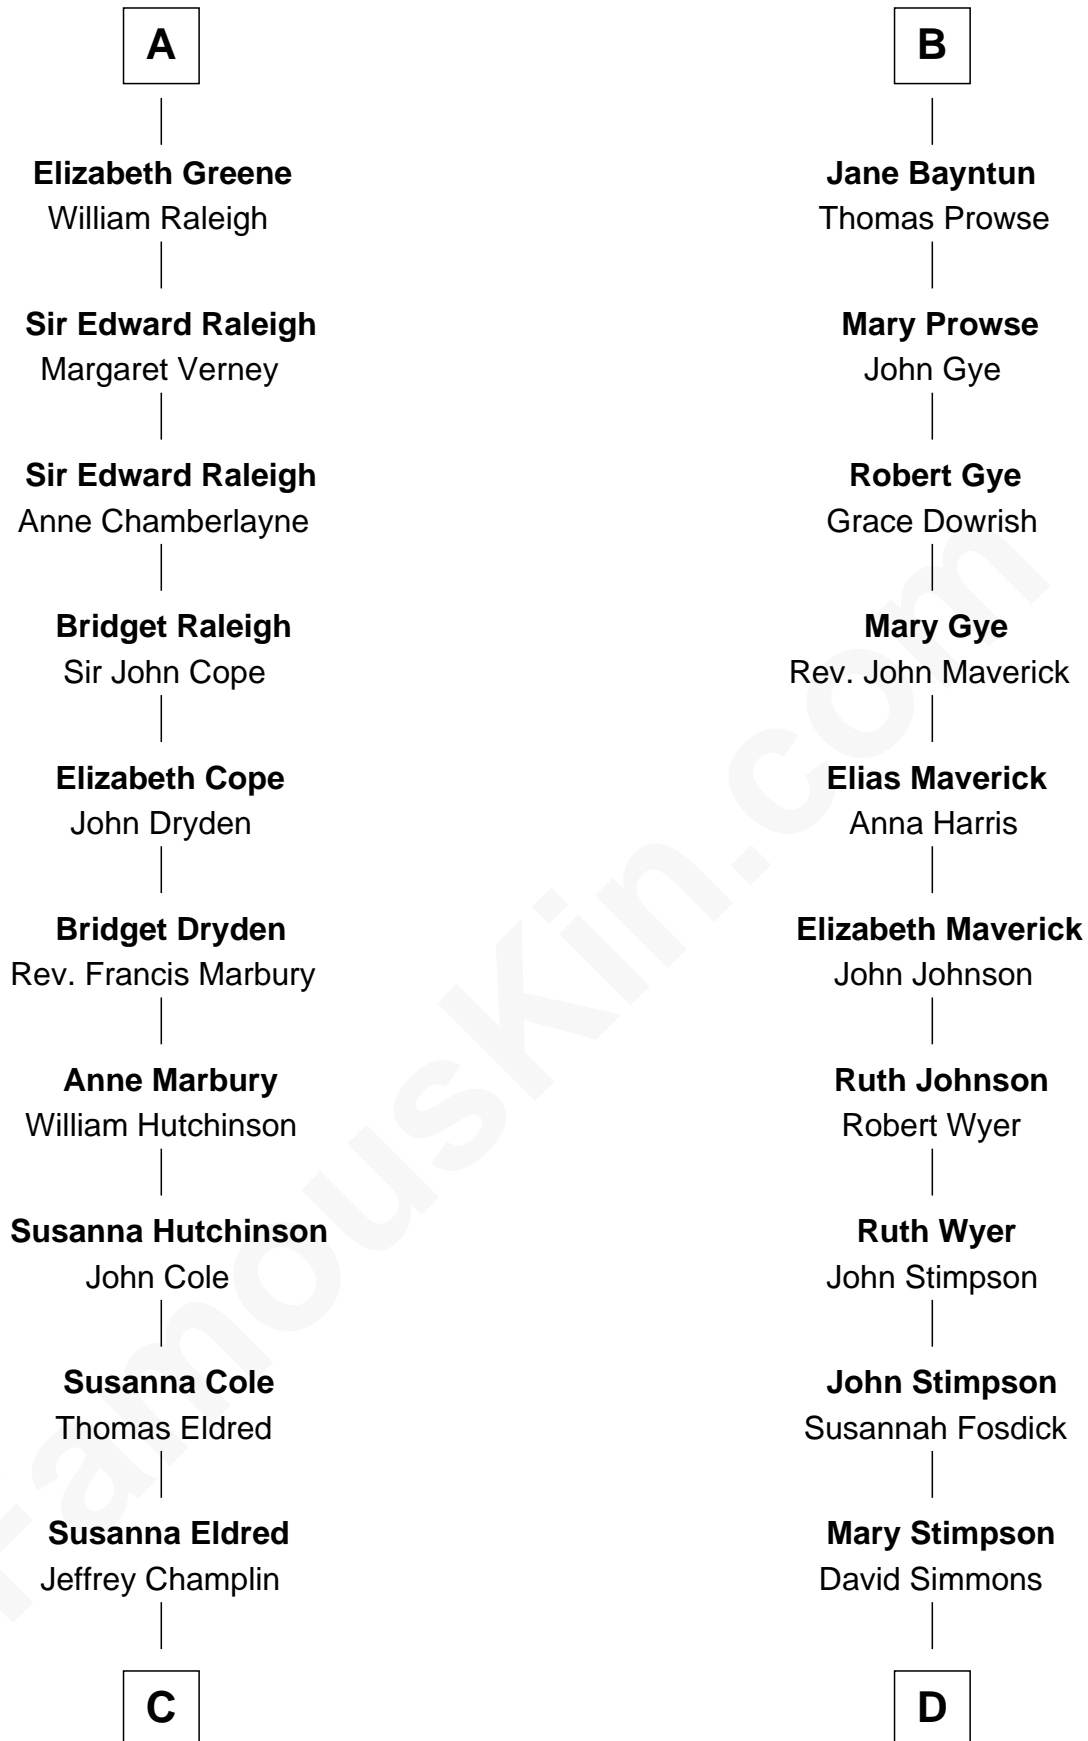 A
Elizabeth Greene
William Raleigh
Sir Edward Raleigh
Margaret Verney
Sir Edward Raleigh
Anne Chamberlayne
Bridget Raleigh
Sir John Cope
Elizabeth Cope
John Dryden
Bridget Dryden
Rev. Francis Marbury
Anne Marbury
William Hutchinson
Susanna Hutchinson
John Cole
Susanna Cole
Thomas Eldred
Susanna Eldred
Jeffrey Champlin
C
B
Jane Bayntun
Thomas Prowse
Mary Prowse
John Gye
Robert Gye
Grace Dowrish
Mary Gye
Rev. John Maverick
Elias Maverick
Anna Harris
Elizabeth Maverick
John Johnson
Ruth Johnson
Robert Wyer
Ruth Wyer
John Stimpson
John Stimpson
Susannah Fosdick
Mary Stimpson
David Simmons
D
FamousKin.com